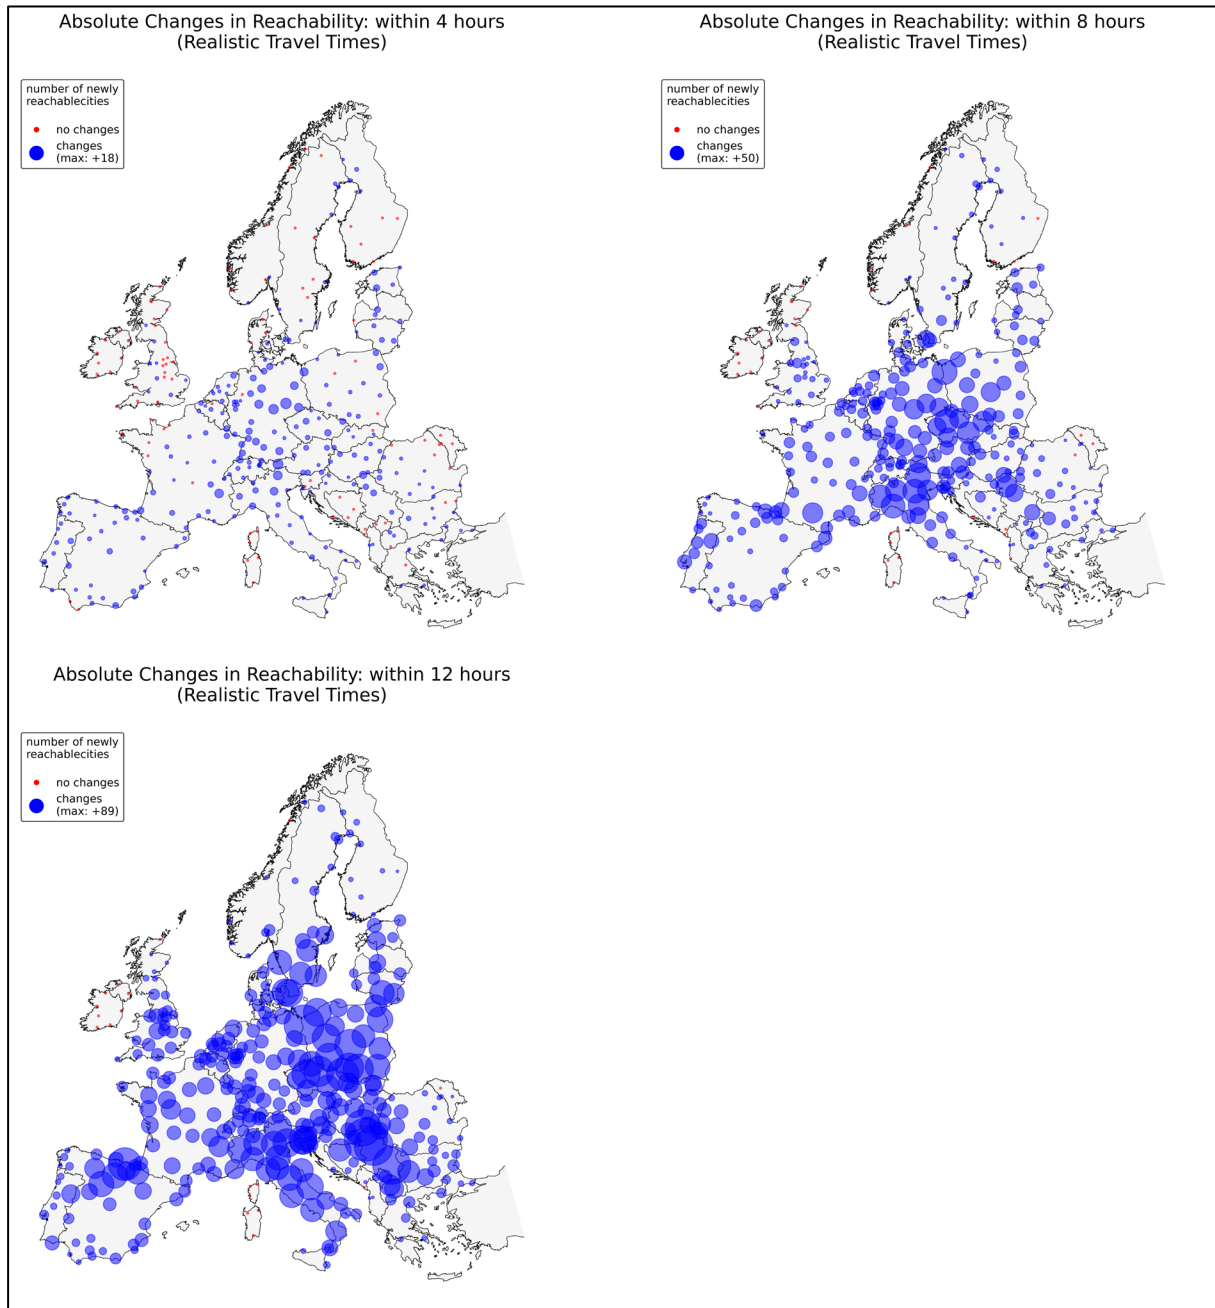 Absolute Changes in Reachability: within 4 hours
(Realistic Travel Times)
number of newly
reachablecities
no changes
changes
(max: +18)
Absolute Changes in Reachability: within 8 hours
(Realistic Travel Times)
number of newly
reachablecities
no changes
changes
(max: +50)
Absolute Changes in Reachability: within 12 hours
(Realistic Travel Times)
number of newly
reachablecities
no changes
changes
(max: +89)